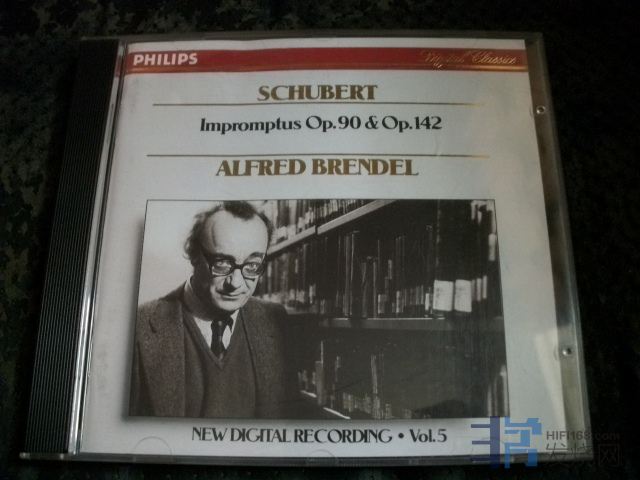 PHILIPS
Digital Classics
SCHUBERT
Impromptus Op.90 & Op.142
ALFRED BRENDEL
NEW DIGITAL RECORDING • Vol.5
HIFI168.com
发烧网